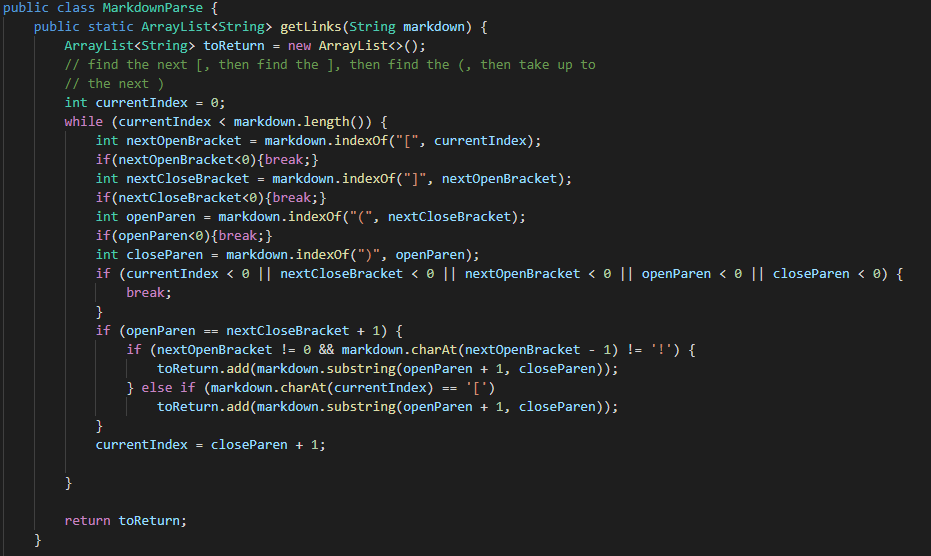 public class MarkdownParse {
    public static ArrayList<String> getLinks(String markdown) {
        ArrayList<String> toReturn = new ArrayList<>();
        // find the next [, then find the ], then find the (, then take up to
        // the next )
        int currentIndex = 0;
        while (currentIndex < markdown.length()) {
            int nextOpenBracket = markdown.indexOf("[", currentIndex);
            if(nextOpenBracket<0){break;}
            int nextCloseBracket = markdown.indexOf("]", nextOpenBracket);
            if(nextCloseBracket<0){break;}
            int openParen = markdown.indexOf("(", nextCloseBracket);
            if(openParen<0){break;}
            int closeParen = markdown.indexOf(")", openParen);
            if (currentIndex < 0 || nextCloseBracket < 0 || nextOpenBracket < 0 || openParen < 0 || closeParen < 0) {
                break;
            }
            if (openParen == nextCloseBracket + 1) {
                if (nextOpenBracket != 0 && markdown.charAt(nextOpenBracket - 1) != '!') {
                    toReturn.add(markdown.substring(openParen + 1, closeParen));
                } else if (markdown.charAt(currentIndex) == '[')
                    toReturn.add(markdown.substring(openParen + 1, closeParen));
            }
            currentIndex = closeParen + 1;

        }

        return toReturn;
    }